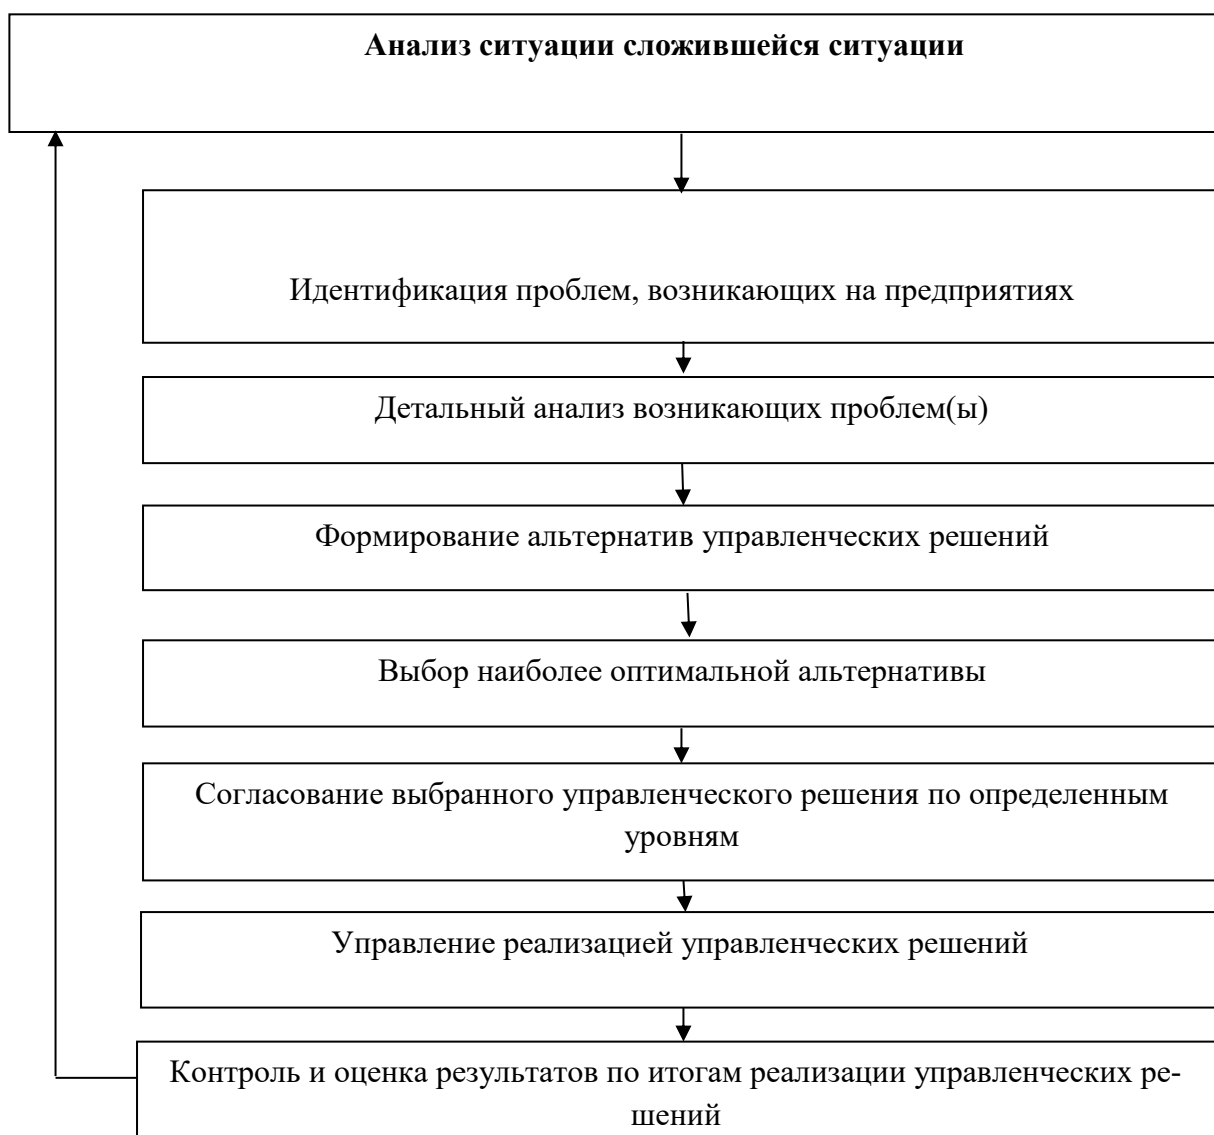 Анализ ситуации сложившейся ситуации
Идентификация проблем, возникающих на предприятиях
Детальный анализ возникающих проблем(ы)
Формирование альтернатив управленческих решений
Выбор наиболее оптимальной альтернативы
Согласование выбранного управленческого решения по определенным
уровням
Управление реализацией управленческих решений
Контроль и оценка результатов по итогам реализации управленческих ре-
шений